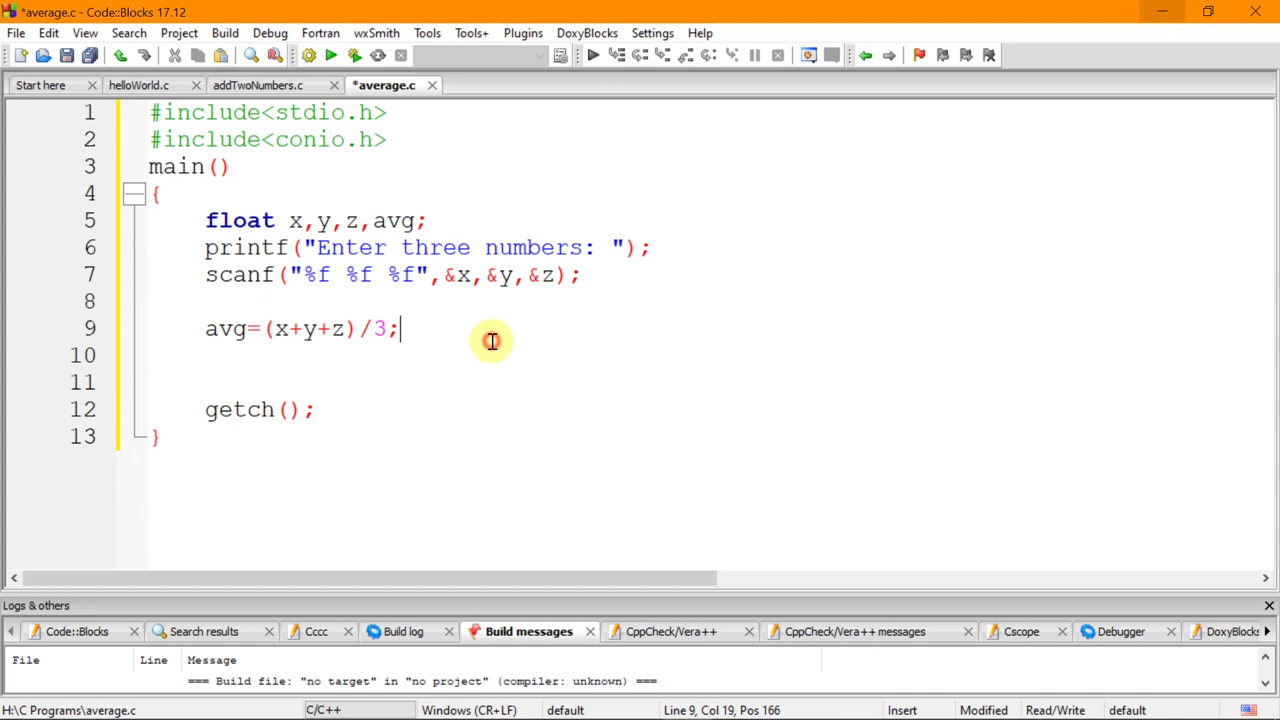 *average.c - Code::Blocks 17.12
File Edit View Search Project Build Debug Fortran wxSmith Tools Tools+ Plugins DoxyBlocks Settings Help
Start here helloWorld.c addTwoNumbers.c *average.c
1 #include<stdio.h>
2 #include<conio.h>
3 main()
4 {
5 float x,y,z,avg;
6 printf("Enter three numbers: ");
7 scanf("%f %f %f",&x,&y,&z);
8
9 avg=(x+y+z)/3;
10
11
12 getch();
13 }
Logs & others
Code::Blocks Search results Cccc Build log Build messages CppCheck/Vera++ CppCheck/Vera++ messages Cscope Debugger DoxyBlocks
File Line Message
=== Build file: "no target" in "no project" (compiler: unknown) ===
H:\C Programs\average.c C/C++ Windows (CR+LF) default Line 9, Col 19, Pos 166 Insert Modified Read/Write default